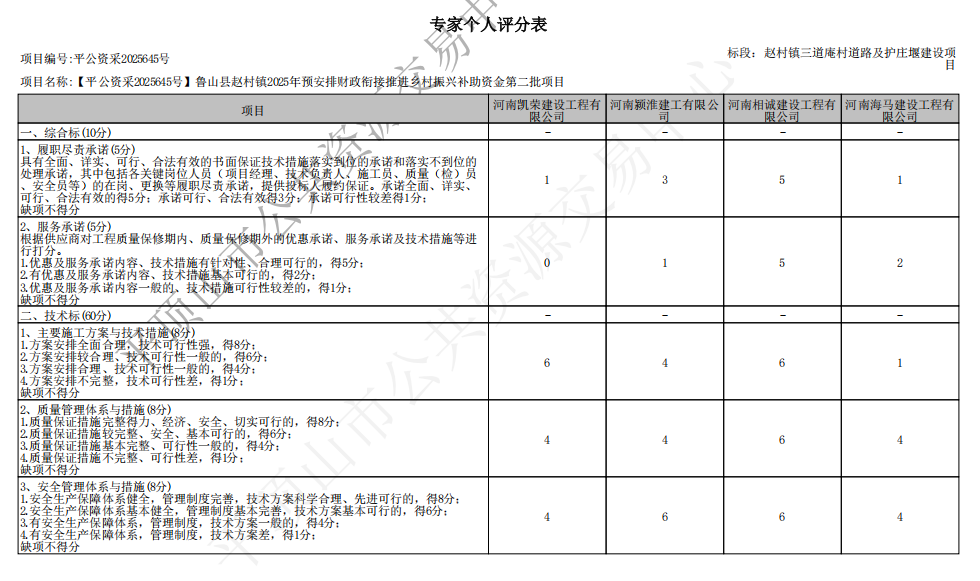 专家个人评分表
项目编号:平公资采2025645号
标段：赵村镇三道庵村道路及护庄堰建设项
目
项目名称:【平公资采2025645号】鲁山县赵村镇2025年预安排财政衔接推进乡村振兴补助资金第二批项目
项目
河南凯荣建设工程有
限公司
河南颍淮建工有限公
司
河南相诚建设工程有
限公司
河南海马建设工程有
限公司
一、综合标(10分)
-
-
-
-
1、履职尽责承诺(5分)
具有全面、详实、可行、合法有效的书面保证技术措施落实到位的承诺和落实不到位的
处理承诺，其中包括各关键岗位人员（项目经理、技术负责人、施工员、质量（检）员
、安全员等）的在岗、更换等履职尽责承诺，提供投标人履约保证。承诺全面、详实、
可行、合法有效的得5分；承诺可行、合法有效得3分；承诺可行性较差得1分；
缺项不得分
1
3
5
1
2、服务承诺(5分)
根据供应商对工程质量保修期内、质量保修期外的优惠承诺、服务承诺及技术措施等进
行打分。
1.优惠及服务承诺内容、技术措施有针对性、合理可行的，得5分；
2.有优惠及服务承诺内容、技术措施基本可行的，得2分；
3.优惠及服务承诺内容一般的、技术措施可行性较差的，得1分；
缺项不得分
0
1
5
2
二、技术标(60分)
-
-
-
-
1、主要施工方案与技术措施(8分)
1.方案安排全面合理、技术可行性强，得8分；
2.方案安排较合理、技术可行性一般的，得6分；
3.方案安排合理、技术可行性一般的，得4分；
4.方案安排不完整，技术可行性差，得1分；
缺项不得分
6
4
6
1
2、质量管理体系与措施(8分)
1.质量保证措施完整得力、经济、安全、切实可行的，得8分；
2.质量保证措施较完整、安全、基本可行的，得6分；
3.质量保证措施基本完整、可行性一般的，得4分；
4.质量保证措施不完整、可行性差，得1分；
缺项不得分
4
4
6
4
3、安全管理体系与措施(8分)
1.安全生产保障体系健全，管理制度完善，技术方案科学合理、先进可行的，得8分；
2.安全生产保障体系基本健全，管理制度基本完善，技术方案基本可行的，得6分；
3.有安全生产保障体系，管理制度，技术方案一般的，得4分；
4.有安全生产保障体系，管理制度，技术方案差，得1分；
缺项不得分
4
6
6
4
平顶山市公共资源交易中
平顶山市公共资源交易中心